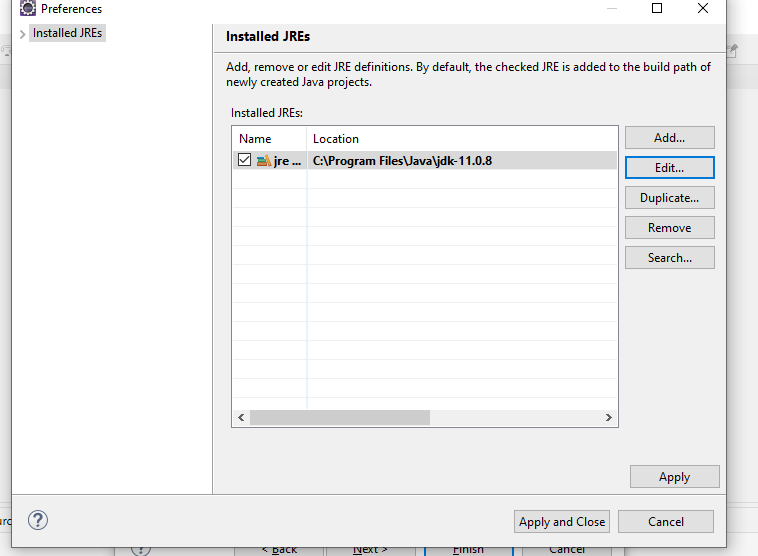 Preferences
Installed JREs
Installed JREs
Add, remove or edit JRE definitions. By default, the checked JRE is added to the build path of
newly created Java projects.
Installed JREs:
Name Location
jre ... C:\Program Files\Java\jdk-11.0.8
Add...
Edit...
Duplicate...
Remove
Search...
Apply
Apply and Close Cancel
< Back Next > Finish Cancel